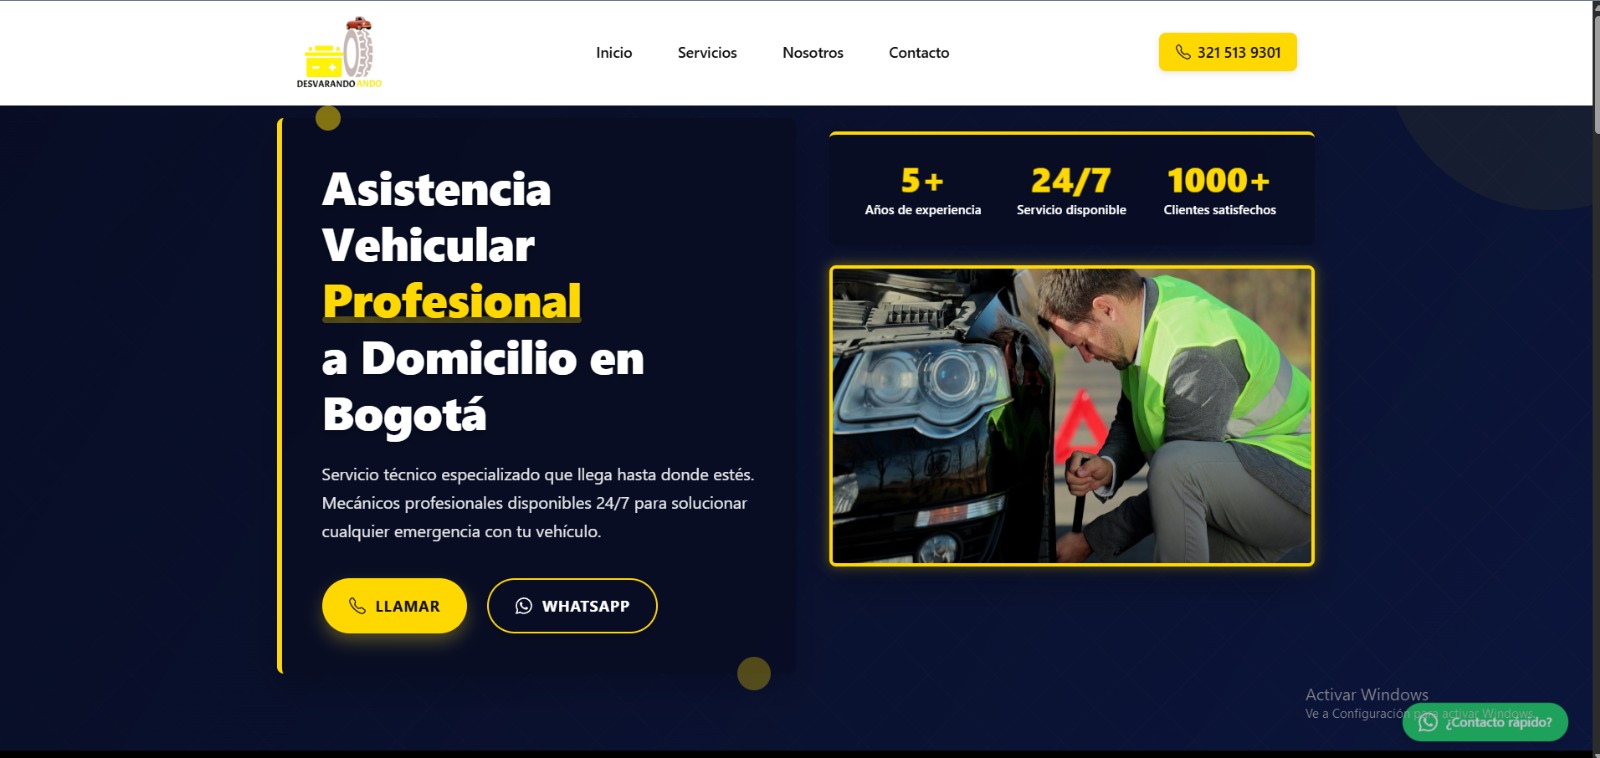 DESVARANDO ANDO
Inicio
Servicios
Nosotros
Contacto
321 513 9301
Asistencia
Vehicular
Profesional
a Domicilio en
Bogotá
Servicio técnico especializado que llega hasta donde estés.
Mecánicos profesionales disponibles 24/7 para solucionar
cualquier emergencia con tu vehículo.
LLAMAR
WHATSAPP
5+
Años de experiencia
24/7
Servicio disponible
1000+
Clientes satisfechos
Activar Windows
Ve a Configuración para activar Windows.
¿Contacto rápido?